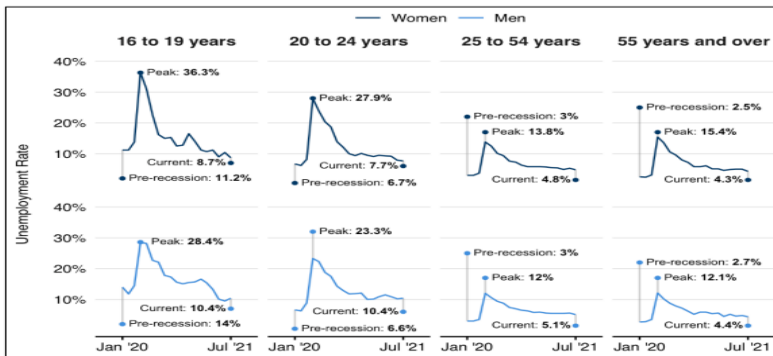 Women Men
16 to 19 years 20 to 24 years 25 to 54 years 55 years and over
Unemployment Rate
40%
30%
20%
10%
Peak: 36.3%
Current: 8.7%
Pre-recession: 11.2%
Peak: 27.9%
Current: 7.7%
Pre-recession: 6.7%
Pre-recession: 3%
Peak: 13.8%
Current: 4.8%
Pre-recession: 2.5%
Peak: 15.4%
Current: 4.3%
40%
30%
20%
10%
Peak: 28.4%
Current: 10.4%
Pre-recession: 14%
Peak: 23.3%
Current: 10.4%
Pre-recession: 6.6%
Pre-recession: 3%
Peak: 12%
Current: 5.1%
Pre-recession: 2.7%
Peak: 12.1%
Current: 4.4%
Jan '20 Jul '21 Jan '20 Jul '21 Jan '20 Jul '21 Jan '20 Jul '21